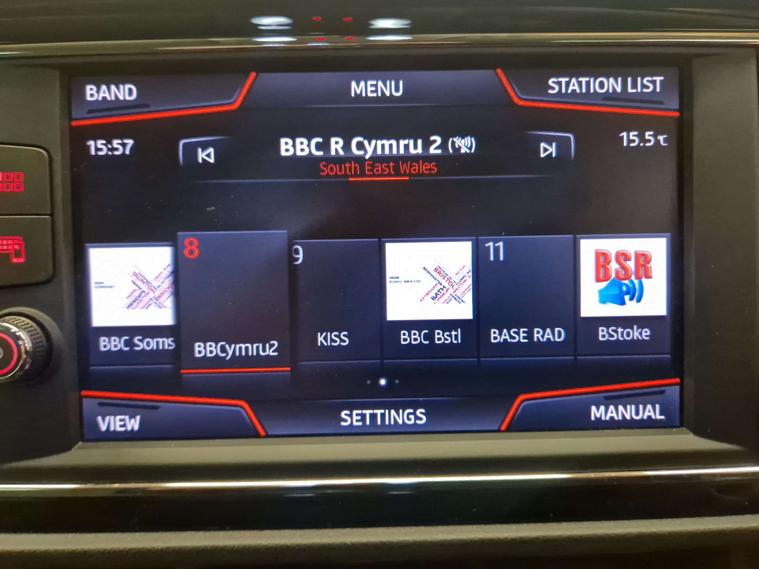 BAND
MENU
STATION LIST
15:57
BBC R Cymru 2
15.5°C
South East Wales
8
9
11
BSR
BBC Soms
BBCymru2
KISS
BBC Bstl
BASE RAD
BStoke
VIEW
SETTINGS
MANUAL